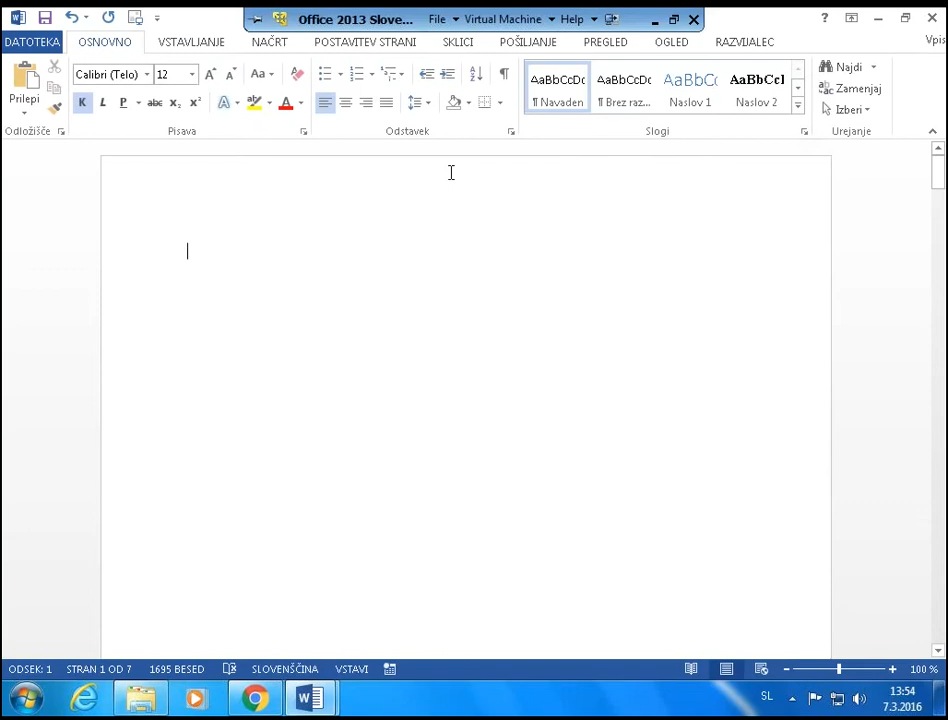 Office 2013 Slove... File Virtual Machine Help
DATOTEKA OSNOVNO VSTAVLJANJE NAČRT POSTAVITEV STRANI SKLICI POŠILJANJE PREGLED OGLED RAZVIJALEC Vpis
Prilepi
Calibri (Telo) 12 Aa
K L P abc x₂ x² A ab A
AaBbCcDc AaBbCcDc AaBbCc AaBbCcI
¶ Navaden ¶ Brez raz... Naslov 1 Naslov 2
Najdi
Zamenjaj
Izberi
Odložišče Pisava Odstavek Slogi Urejanje
ODSEK: 1 STRAN 1 OD 7 1695 BESED SLOVENŠČINA VSTAVI 100 %
SL 13:54
7.3.2016